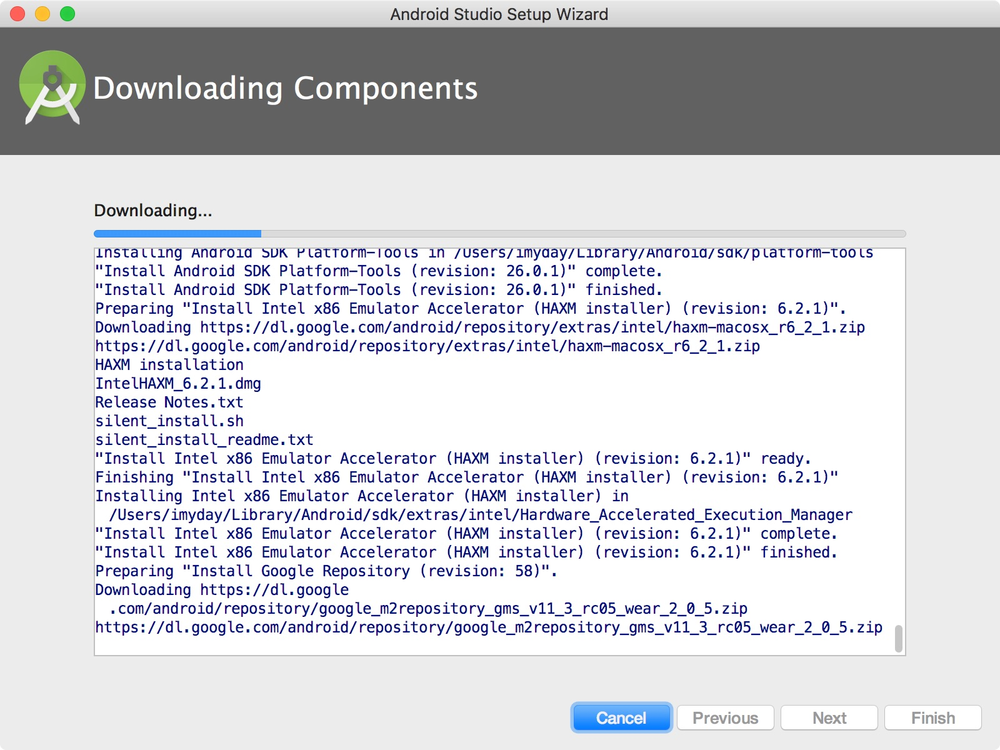 Android Studio Setup Wizard
Downloading Components
Downloading...
Installing Android SDK Platform-Tools in /Users/imyday/Library/Android/sdk/platform-tools
"Install Android SDK Platform-Tools (revision: 26.0.1)" complete.
"Install Android SDK Platform-Tools (revision: 26.0.1)" finished.
Preparing "Install Intel x86 Emulator Accelerator (HAXM installer) (revision: 6.2.1)".
Downloading https://dl.google.com/android/repository/extras/intel/haxm-macosx_r6_2_1.zip
https://dl.google.com/android/repository/extras/intel/haxm-macosx_r6_2_1.zip
HAXM installation
IntelHAXM_6.2.1.dmg
Release Notes.txt
silent_install.sh
silent_install_readme.txt
"Install Intel x86 Emulator Accelerator (HAXM installer) (revision: 6.2.1)" ready.
Finishing "Install Intel x86 Emulator Accelerator (HAXM installer) (revision: 6.2.1)"
Installing Intel x86 Emulator Accelerator (HAXM installer) in
/Users/imyday/Library/Android/sdk/extras/intel/Hardware_Accelerated_Execution_Manager
"Install Intel x86 Emulator Accelerator (HAXM installer) (revision: 6.2.1)" complete.
"Install Intel x86 Emulator Accelerator (HAXM installer) (revision: 6.2.1)" finished.
Preparing "Install Google Repository (revision: 58)".
Downloading https://dl.google
.com/android/repository/google_m2repository_gms_v11_3_rc05_wear_2_0_5.zip
https://dl.google.com/android/repository/google_m2repository_gms_v11_3_rc05_wear_2_0_5.zip
Cancel
Previous
Next
Finish